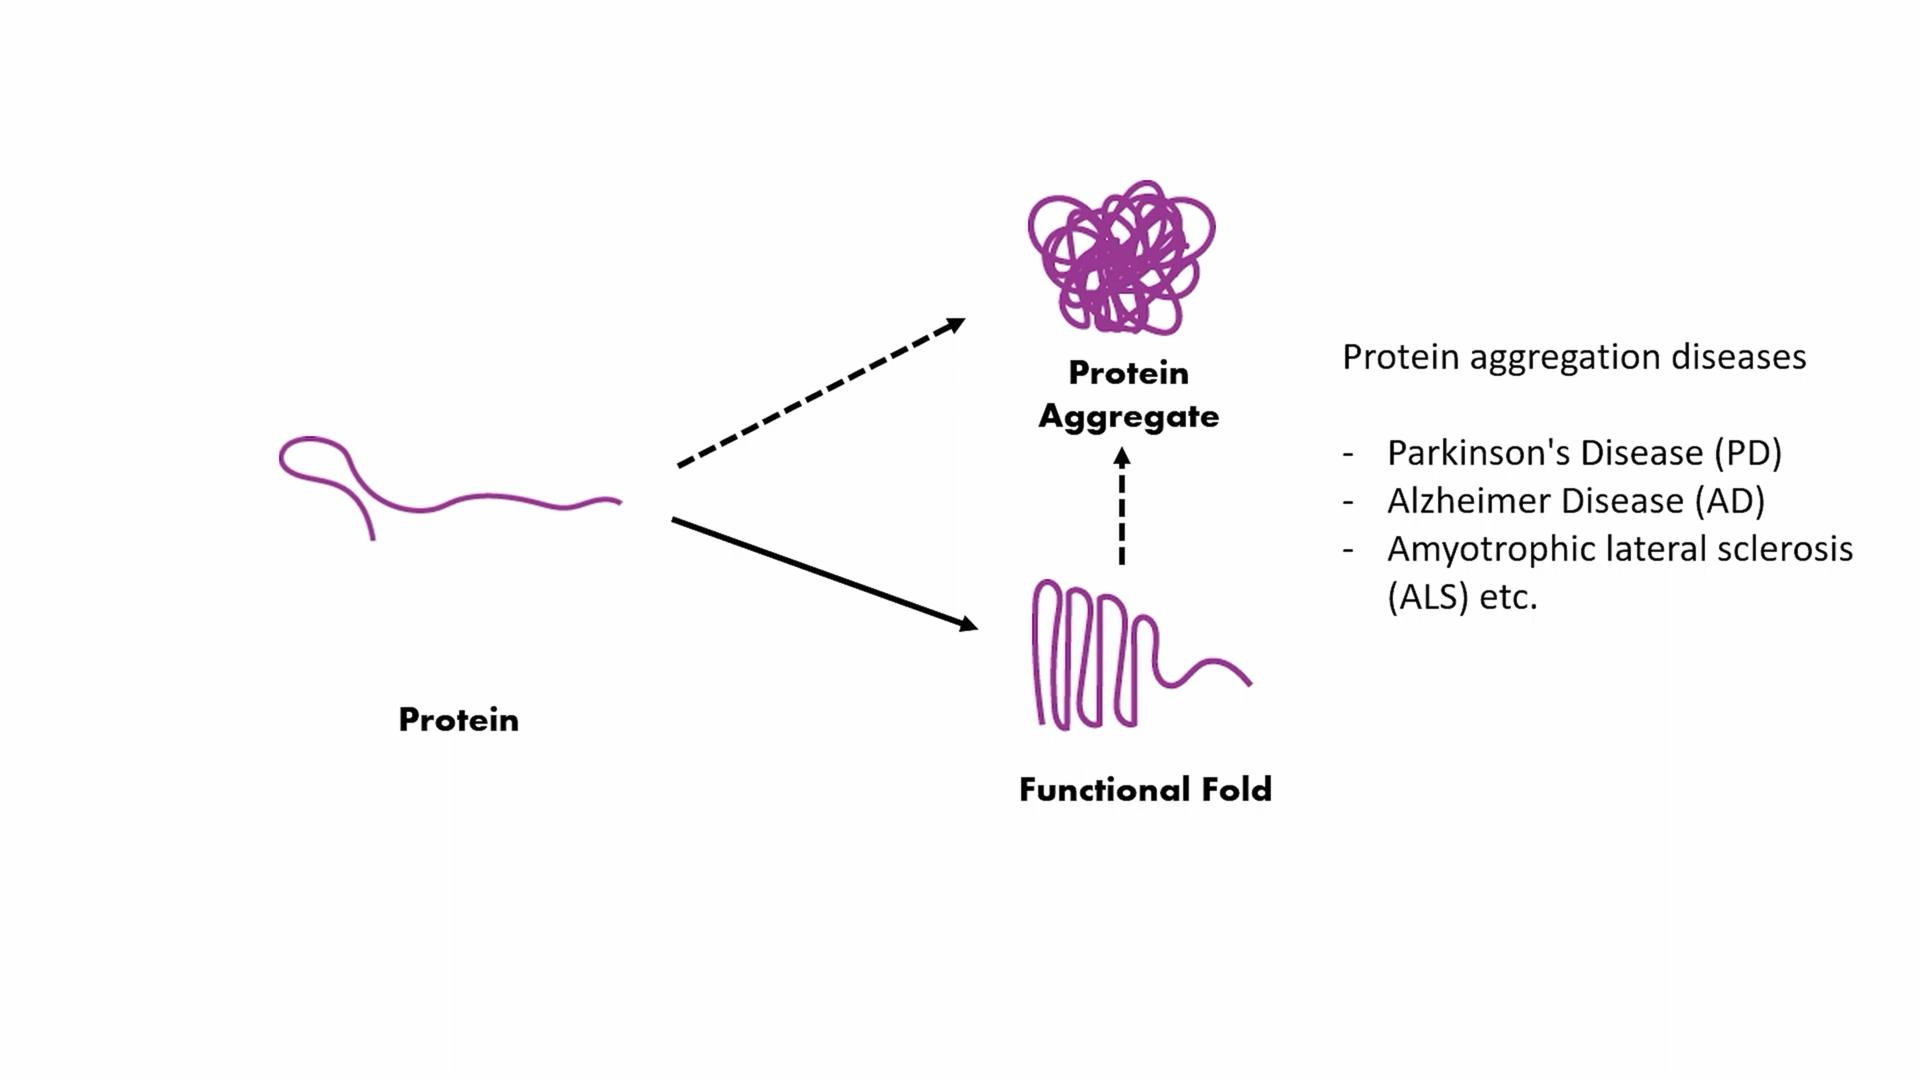 Protein
Aggregate
Protein aggregation diseases
- Parkinson's Disease (PD)
- Alzheimer Disease (AD)
- Amyotrophic lateral sclerosis
(ALS) etc.
Protein
Functional Fold